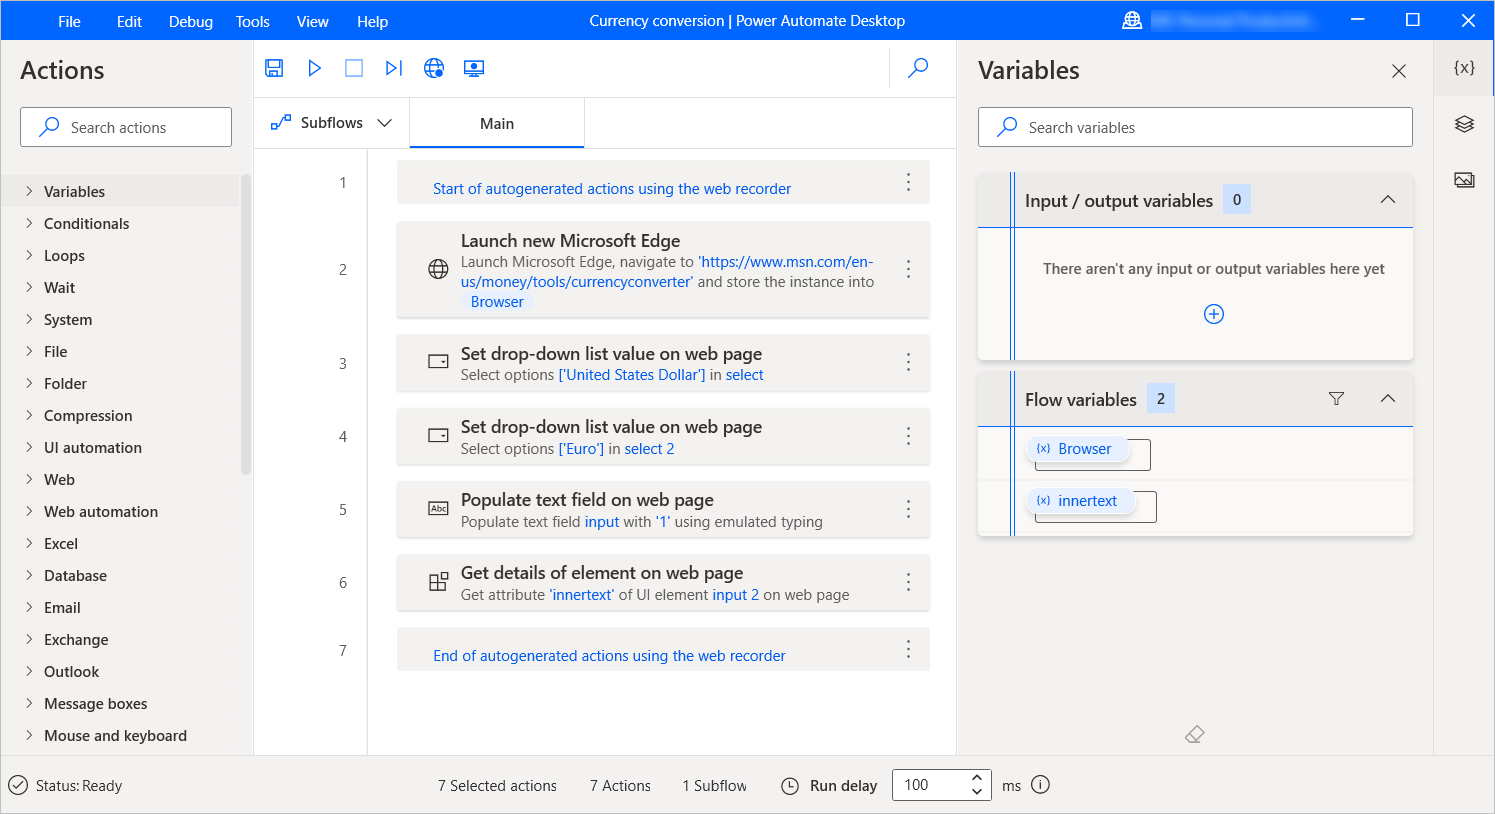 File Edit Debug Tools View Help
Currency conversion | Power Automate Desktop
Actions
Search actions
Variables
Conditionals
Loops
Wait
System
File
Folder
Compression
UI automation
Web
Web automation
Excel
Database
Email
Exchange
Outlook
Message boxes
Mouse and keyboard
Subflows
Main
1
Start of autogenerated actions using the web recorder
2
Launch new Microsoft Edge
Launch Microsoft Edge, navigate to 'https://www.msn.com/en-
us/money/tools/currencyconverter' and store the instance into
Browser
3
Set drop-down list value on web page
Select options ['United States Dollar'] in select
4
Set drop-down list value on web page
Select options ['Euro'] in select 2
5
Abc
Populate text field on web page
Populate text field input with '1' using emulated typing
6
Get details of element on web page
Get attribute 'innertext' of UI element input 2 on web page
7
End of autogenerated actions using the web recorder
Variables
{x}
Search variables
Input / output variables 0
There aren't any input or output variables here yet
Flow variables 2
(x) Browser
(x) innertext
Status: Ready
7 Selected actions
7 Actions
1 Subflow
Run delay
100
ms